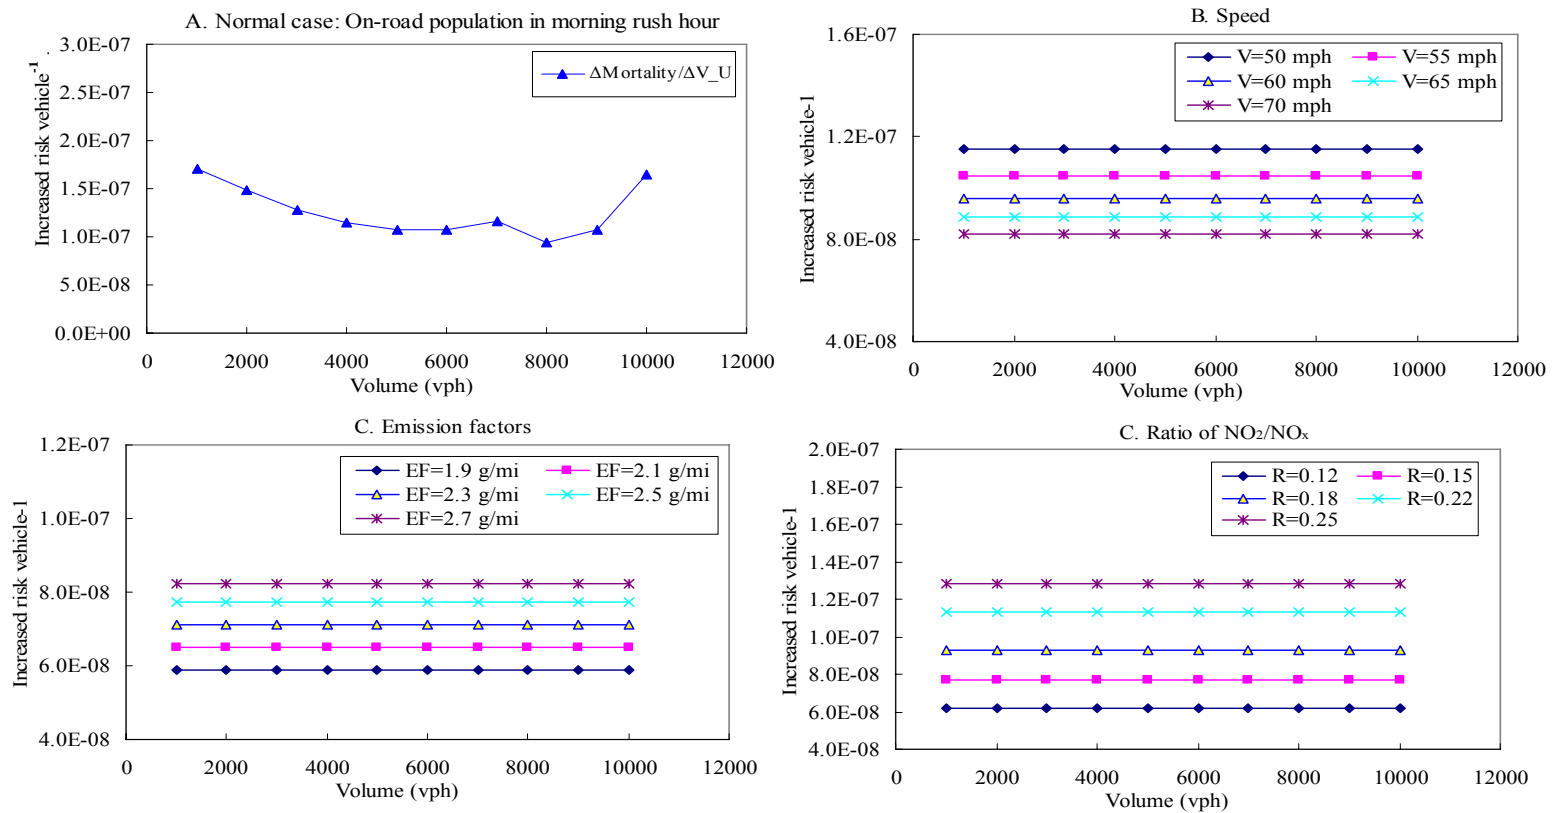 A. Normal case: On-road population in morning rush hour
Increased risk vehicle⁻¹
3.0E-07
2.5E-07
2.0E-07
1.5E-07
1.0E-07
5.0E-08
0.0E+00
ΔMortality/ΔV_U
0 2000 4000 6000 8000 10000 12000
Volume (vph)
B. Speed
Increased risk vehicle-1
1.6E-07
1.2E-07
8.0E-08
4.0E-08
V=50 mph V=55 mph
V=60 mph V=65 mph
V=70 mph
0 2000 4000 6000 8000 10000 12000
Volume (vph)
C. Emission factors
Increased risk vehicle-1
1.2E-07
1.0E-07
8.0E-08
6.0E-08
4.0E-08
EF=1.9 g/mi EF=2.1 g/mi
EF=2.3 g/mi EF=2.5 g/mi
EF=2.7 g/mi
0 2000 4000 6000 8000 10000 12000
Volume (vph)
C. Ratio of NO₂/NOₓ
Increased risk vehicle-1
2.0E-07
1.8E-07
1.6E-07
1.4E-07
1.2E-07
1.0E-07
8.0E-08
6.0E-08
4.0E-08
R=0.12 R=0.15
R=0.18 R=0.22
R=0.25
0 2000 4000 6000 8000 10000 12000
Volume (vph)